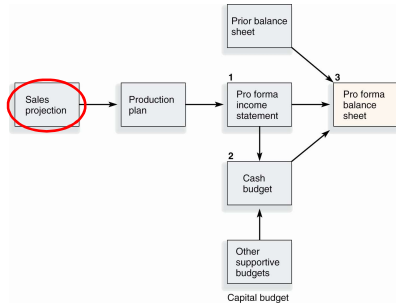 Prior balance
sheet
1
3
Sales
projection
Production
plan
Pro forma
income
statement
Pro forma
balance
sheet
2
Cash
budget
Other
supportive
budgets
Capital budget